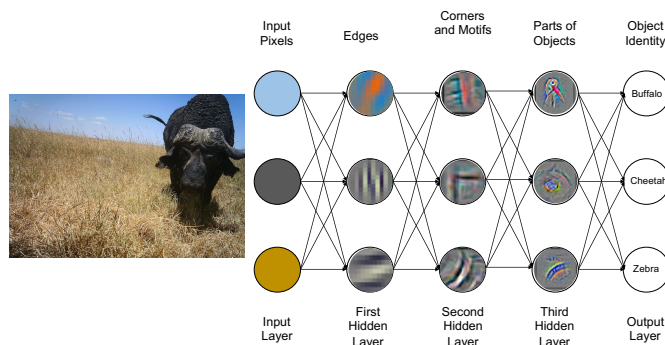 Input
Pixels
Edges
Corners
and Motifs
Parts of
Objects
Object
Identity
Buffalo
Cheetah
Zebra
Input
Layer
First
Hidden
Layer
Second
Hidden
Layer
Third
Hidden
Layer
Output
Layer